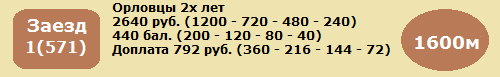 Заезд
1(571)
Орловцы 2х лет
2640 руб. (1200 - 720 - 480 - 240)
440 бал. (200 - 120 - 80 - 40)
Доплата 792 руб. (360 - 216 - 144 - 72)
1600м